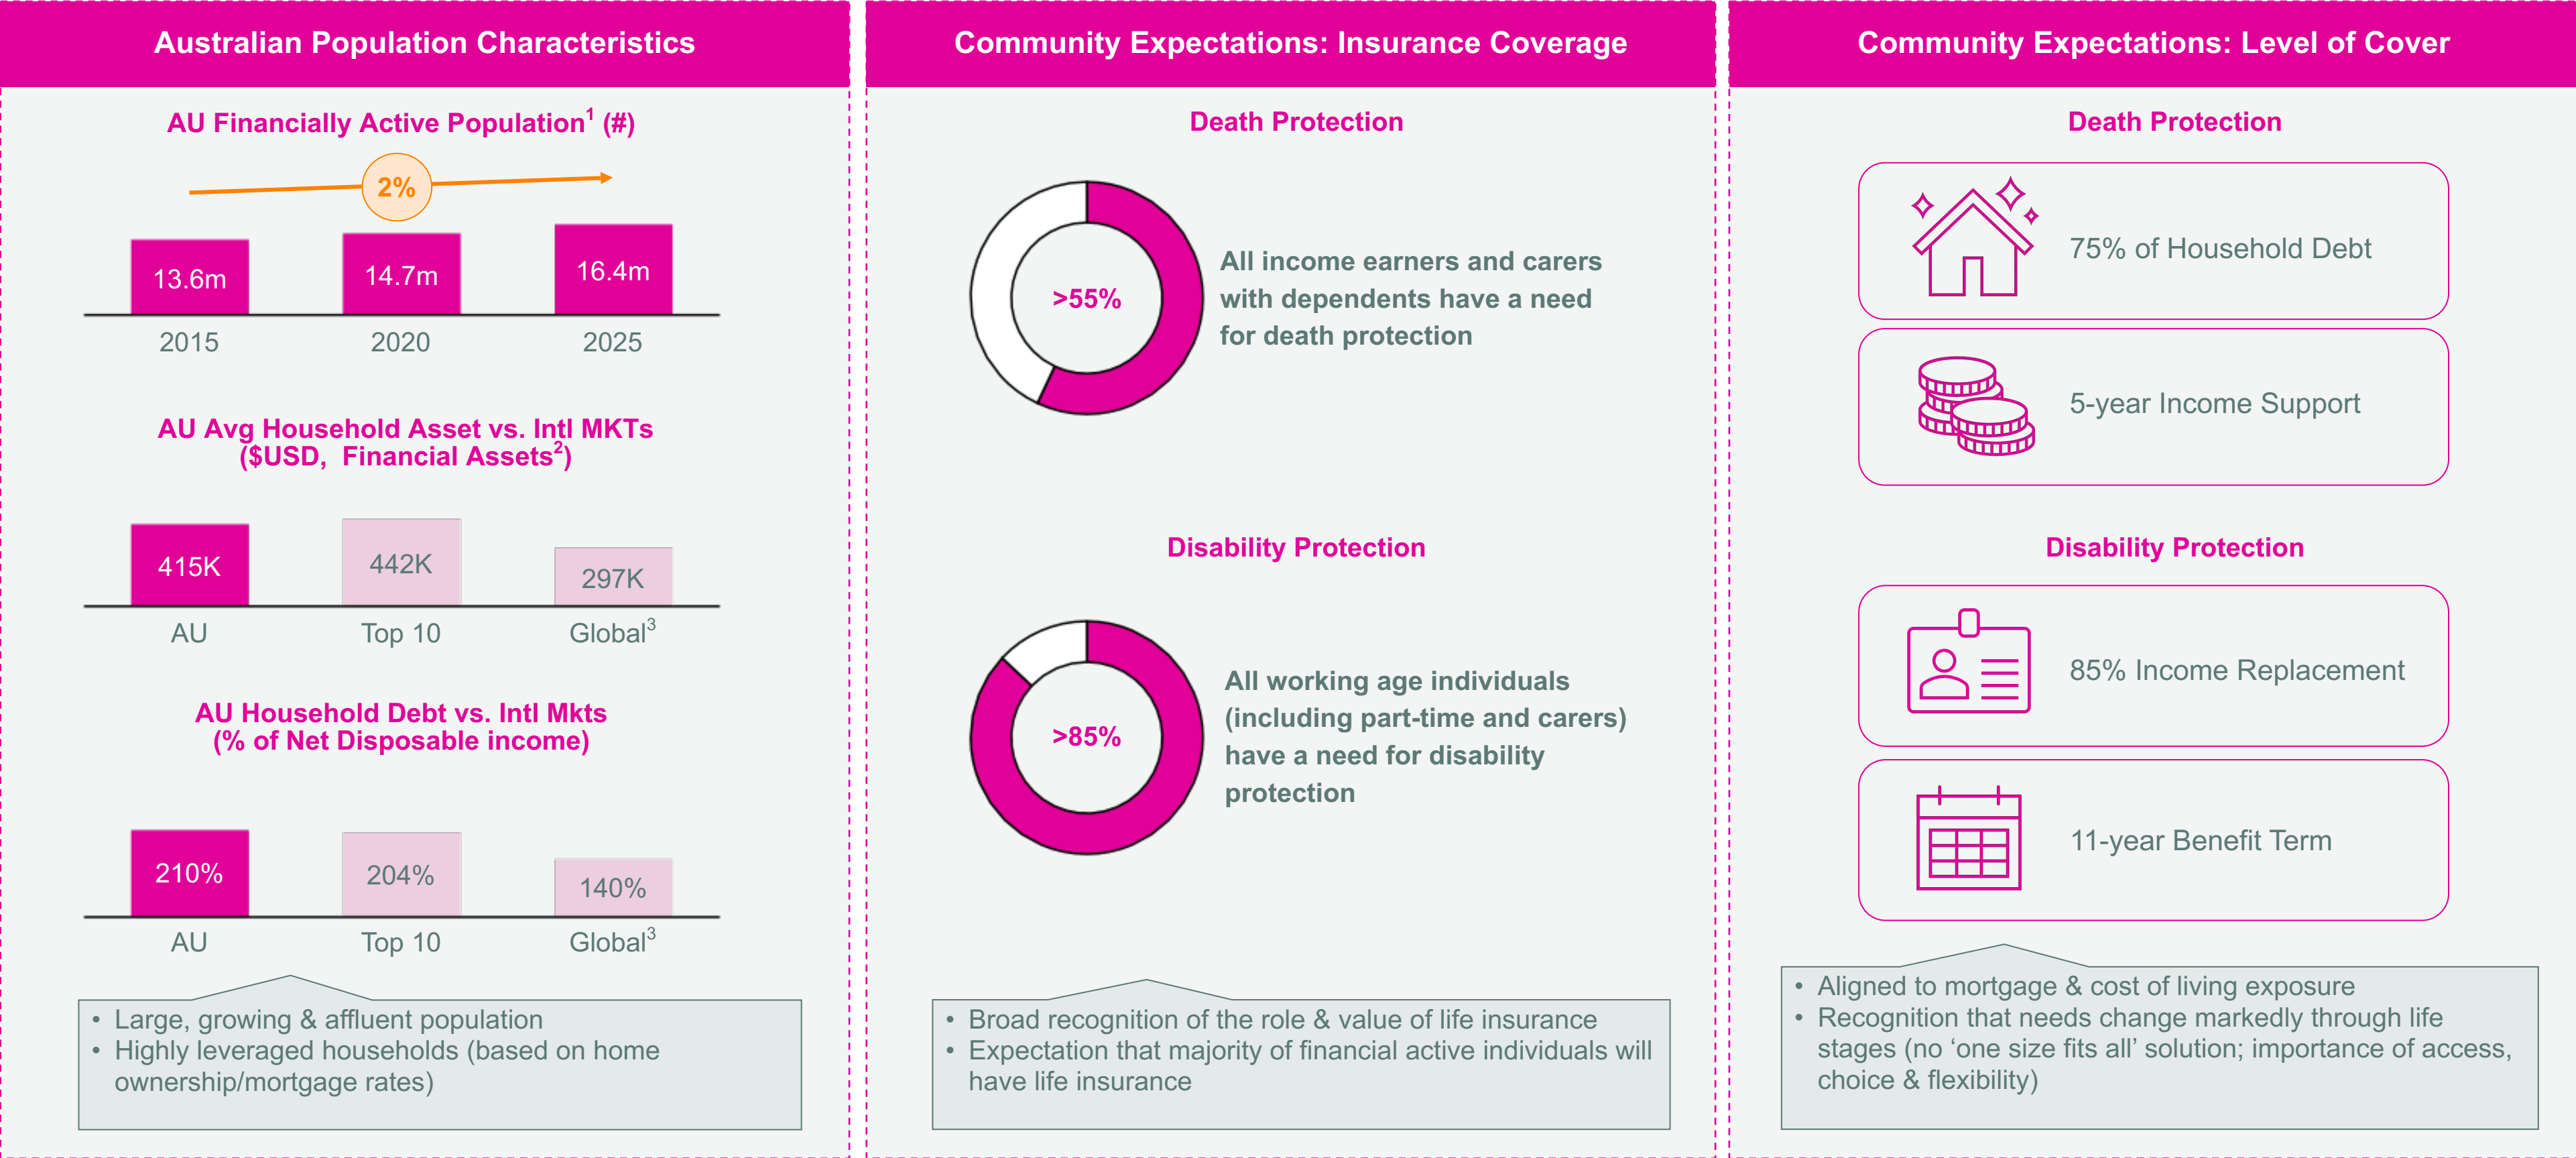 Australian Population Characteristics
AU Financially Active Population1 (#)
2%
13.6m
14.7m
16.4m
2015
2020
2025
AU Avg Household Asset vs. Intl MKTs
($USD, Financial Assets2)
415K
442K
297K
AU
Top 10
Global3
AU Household Debt vs. Intl Mkts
(% of Net Disposable income)
210%
204%
140%
AU
Top 10
Global3
• Large, growing & affluent population
• Highly leveraged households (based on home
ownership/mortgage rates)
Community Expectations: Insurance Coverage
Death Protection
>55%
All income earners and carers
with dependents have a need
for death protection
Disability Protection
>85%
All working age individuals
(including part-time and carers)
have a need for disability
protection
• Broad recognition of the role & value of life insurance
• Expectation that majority of financial active individuals will
have life insurance
Community Expectations: Level of Cover
Death Protection
75% of Household Debt
5-year Income Support
Disability Protection
85% Income Replacement
11-year Benefit Term
• Aligned to mortgage & cost of living exposure
• Recognition that needs change markedly through life
stages (no ‘one size fits all’ solution; importance of access,
choice & flexibility)